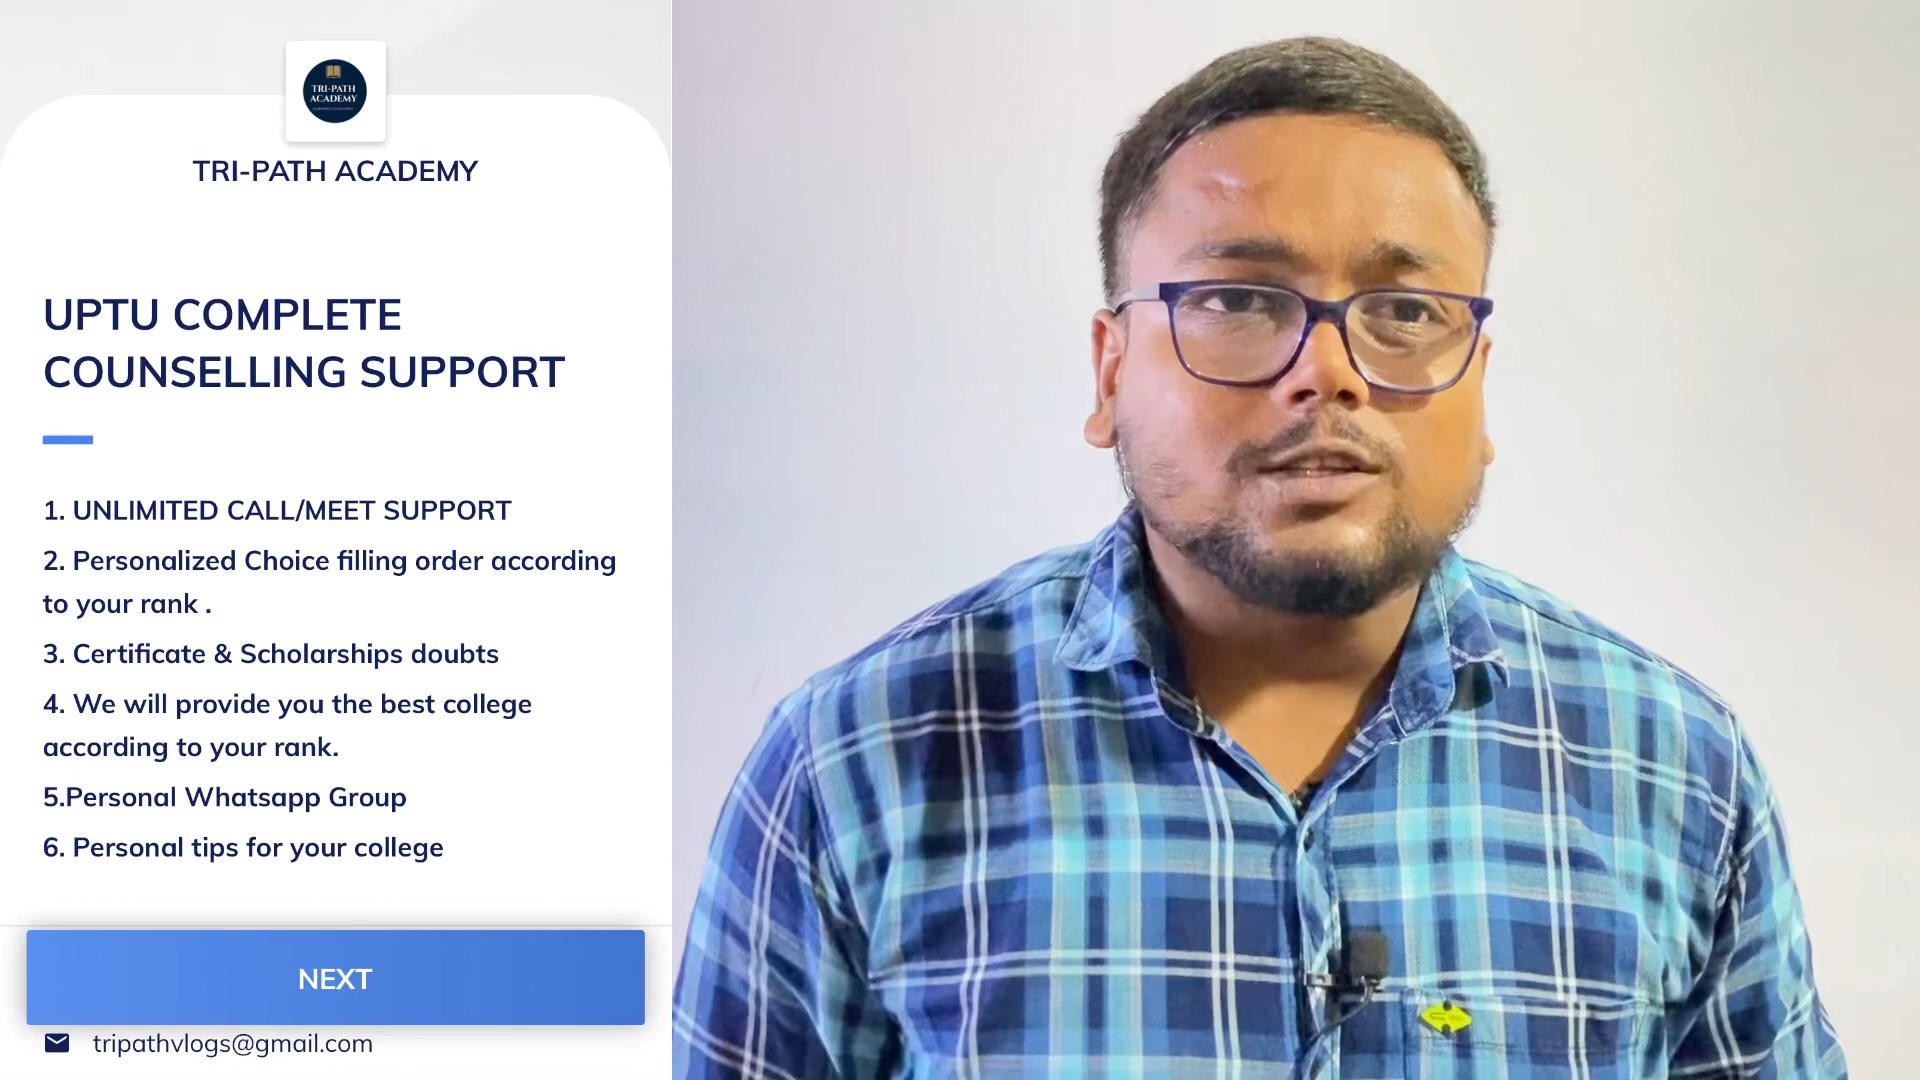 TRI-PATH
ACADEMY
TRI-PATH ACADEMY
UPTU COMPLETE
COUNSELLING SUPPORT
1. UNLIMITED CALL/MEET SUPPORT
2. Personalized Choice filling order according
to your rank .
3. Certificate & Scholarships doubts
4. We will provide you the best college
according to your rank.
5.Personal Whatsapp Group
6. Personal tips for your college
NEXT
tripathvlogs@gmail.com